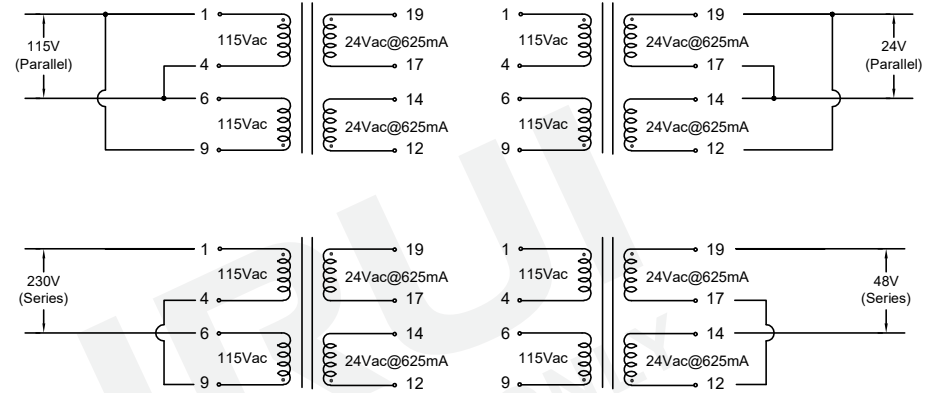 1 19 1 19
115V 115Vac 24Vac@625mA 115Vac 24Vac@625mA 24V
(Parallel) (Parallel)
4 17 4 17
6 14 6 14
115Vac 24Vac@625mA 115Vac 24Vac@625mA
9 12 9 12
1 19 1 19
230V 115Vac 24Vac@625mA 115Vac 24Vac@625mA 48V
(Series) (Series)
4 17 4 17
6 14 6 14
115Vac 24Vac@625mA 115Vac 24Vac@625mA
9 12 9 12